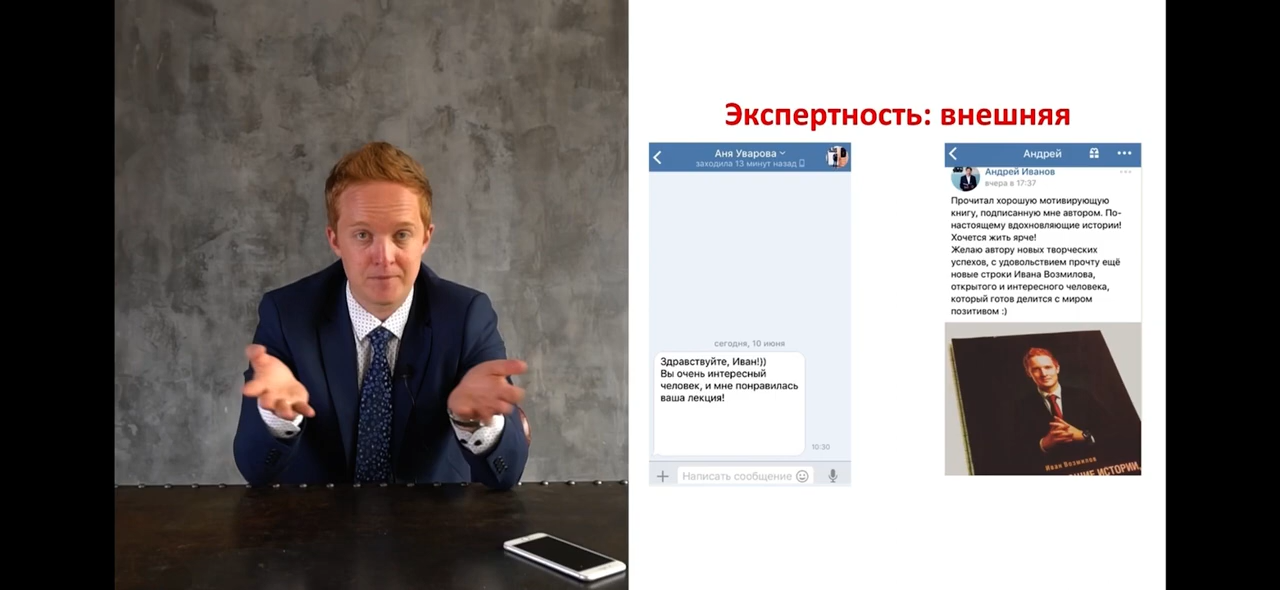 Экспертность: внешняя
Аня Уварова
заходила 13 минут назад
сегодня, 10 июня
Здравствуйте, Иван!))
Вы очень интересный
человек, и мне понравилась
ваша лекция!
10:30
Написать сообщение
Андрей
Андрей Иванов
вчера в 17:37
Прочитал хорошую мотивирующую
книгу, подписанную мне автором. По-
настоящему вдохновляющие истории!
Хочется жить ярче!
Желаю автору новых творческих
успехов, с удовольствием прочту ещё
новые строки Ивана Возмилова,
открытого и интересного человека,
который готов делится с миром
позитивом :)
Иван Возмилов
ИСТОРИИ,